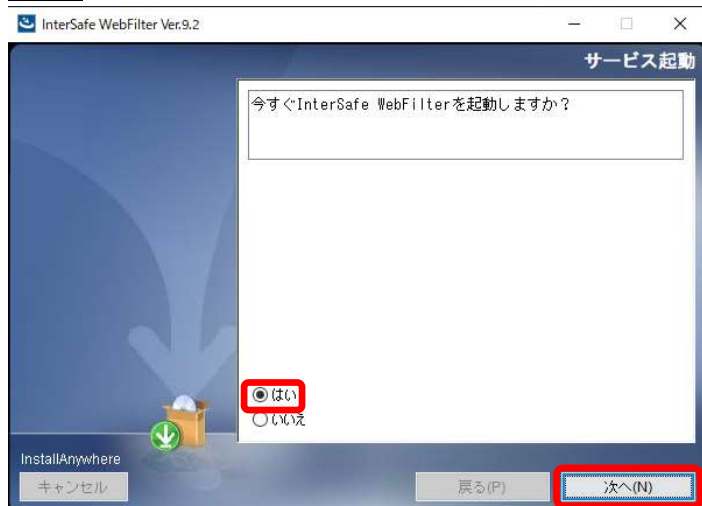 InterSafe WebFilter Ver.9.2
サービス起動
今すぐInterSafe WebFilterを起動しますか？
はい
いいえ
InstallAnywhere
キャンセル
戻る(P)
次へ(N)